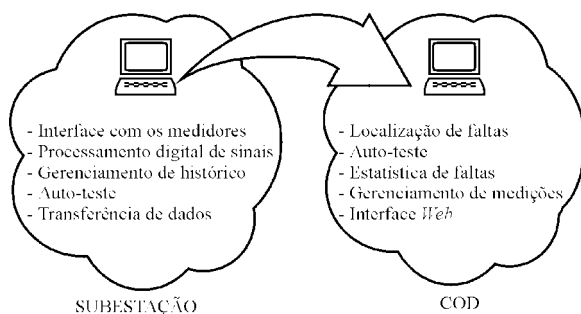 - Interface com os medidores
- Processamento digital de sinais
- Gerenciamento de histórico
- Auto-teste
- Transferência de dados
SUBESTAÇÃO
- Localização de faltas
- Auto-teste
- Estatística de faltas
- Gerenciamento de medições
- Interface Web
COD